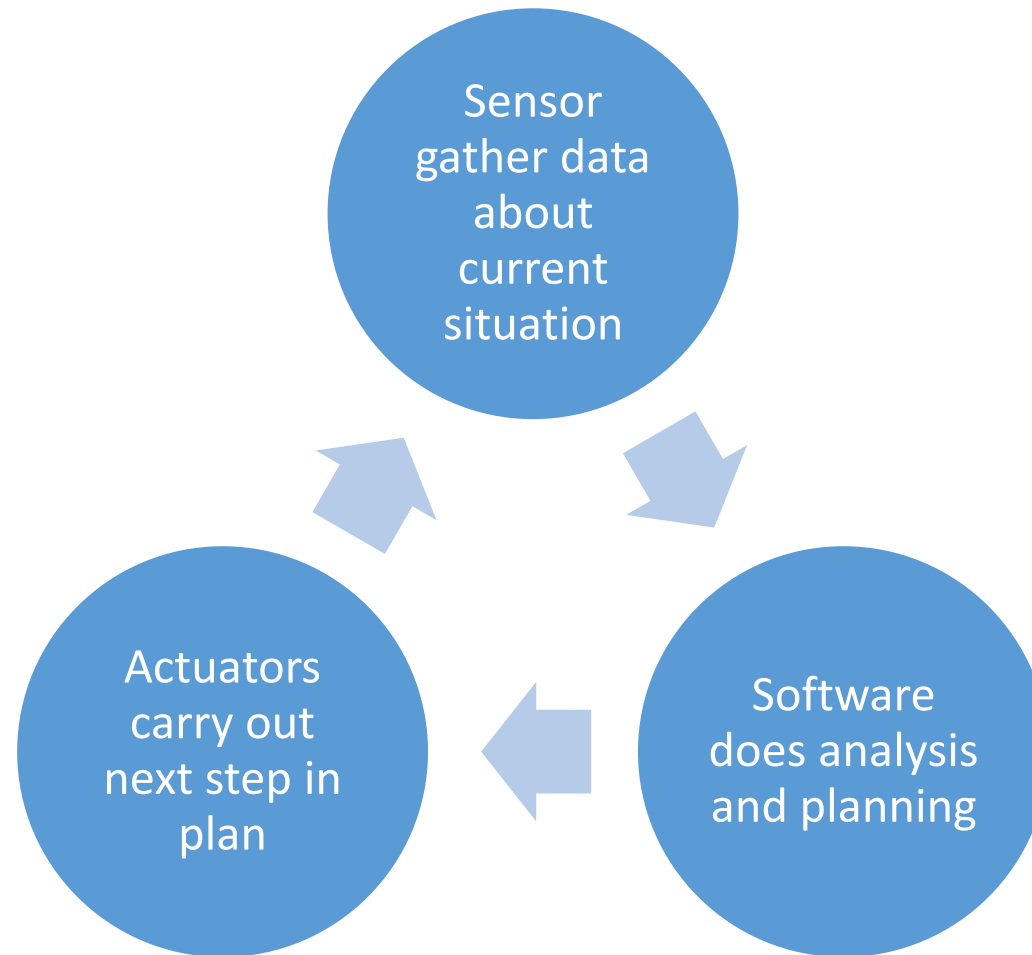 Sensor
gather data
about
current
situation
Software
does analysis
and planning
Actuators
carry out
next step in
plan